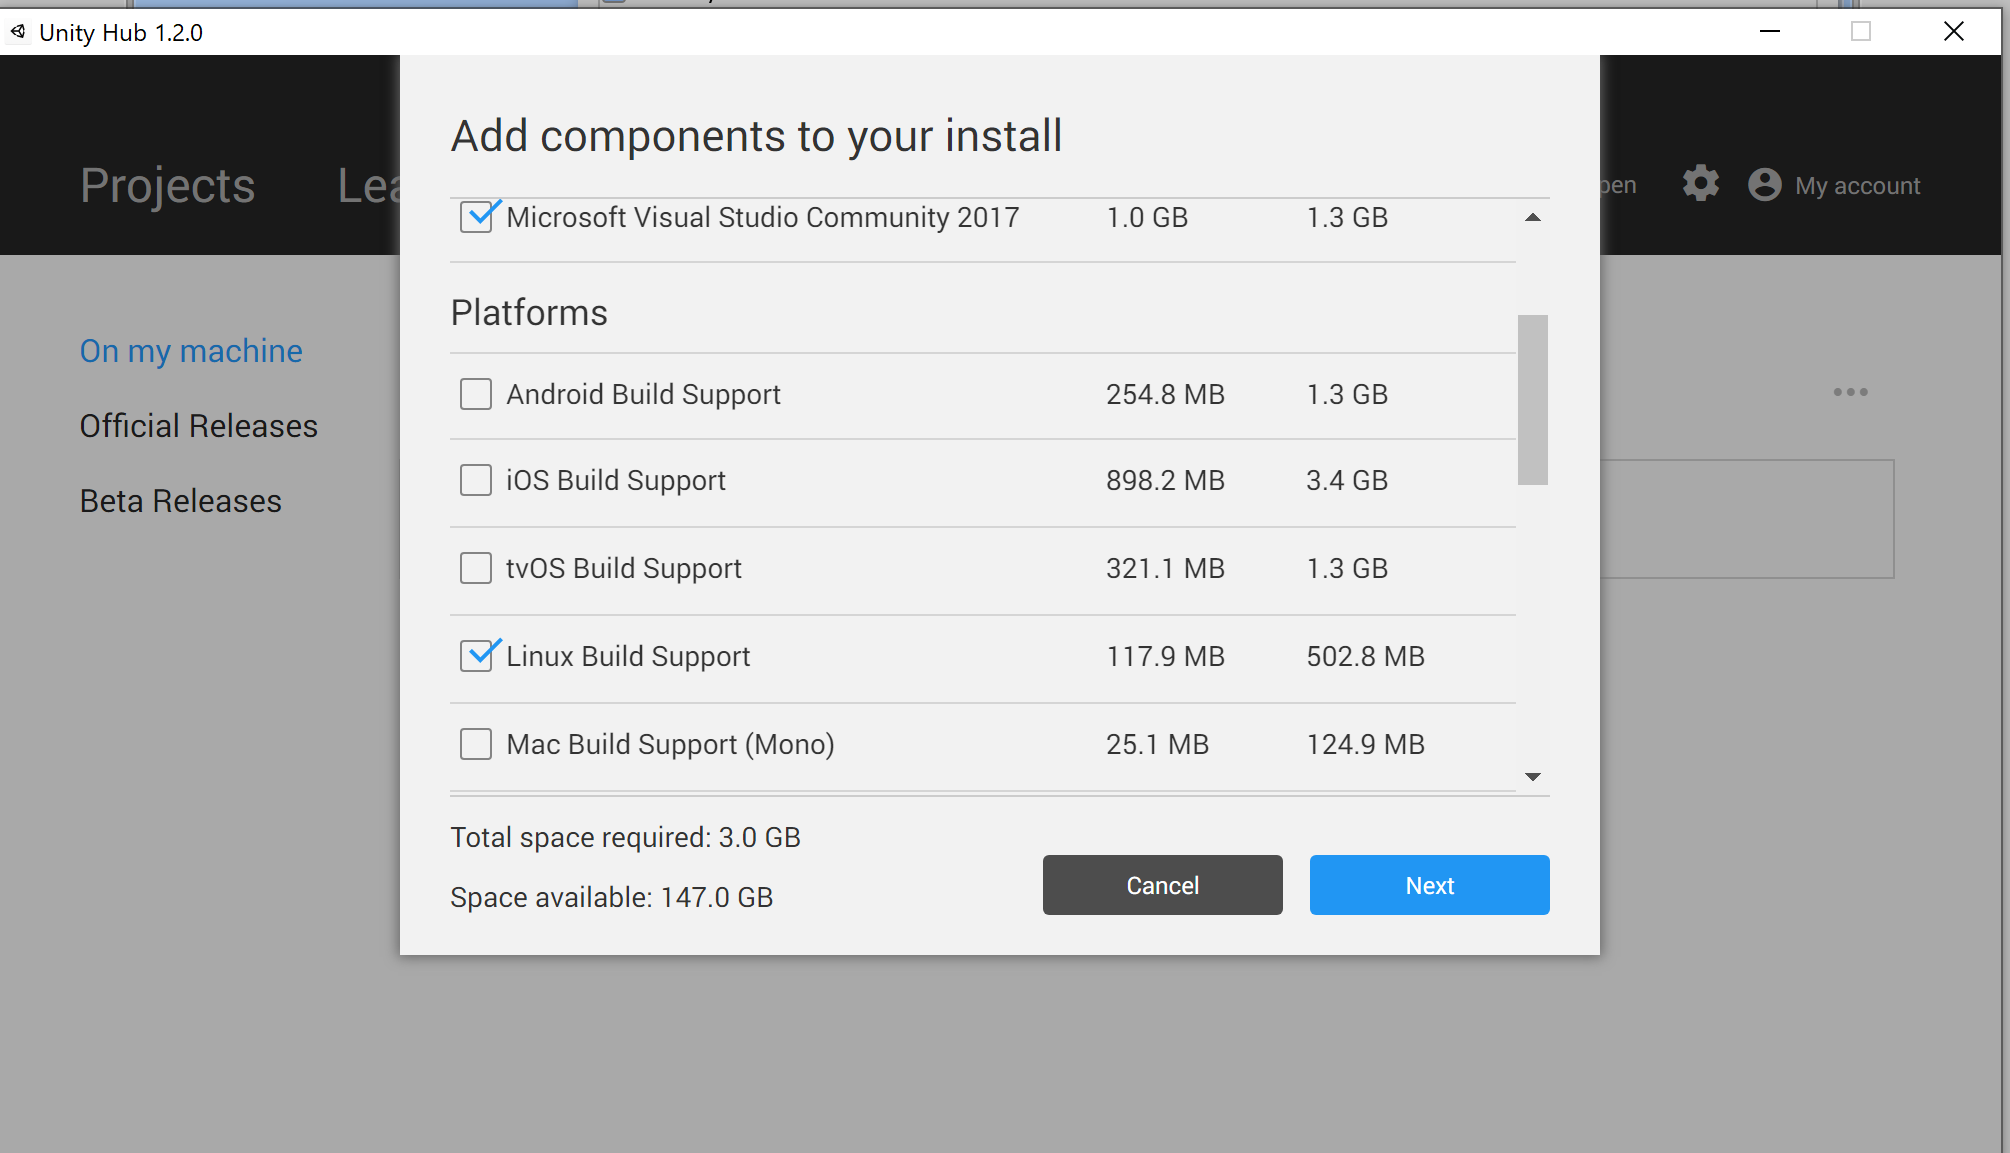 Unity Hub 1.2.0
Add components to your install
Projects
My account
Microsoft Visual Studio Community 2017 1.0 GB 1.3 GB
Platforms
On my machine
Official Releases
Beta Releases
Android Build Support 254.8 MB 1.3 GB
iOS Build Support 898.2 MB 3.4 GB
tvOS Build Support 321.1 MB 1.3 GB
Linux Build Support 117.9 MB 502.8 MB
Mac Build Support (Mono) 25.1 MB 124.9 MB
Total space required: 3.0 GB
Space available: 147.0 GB
Cancel
Next